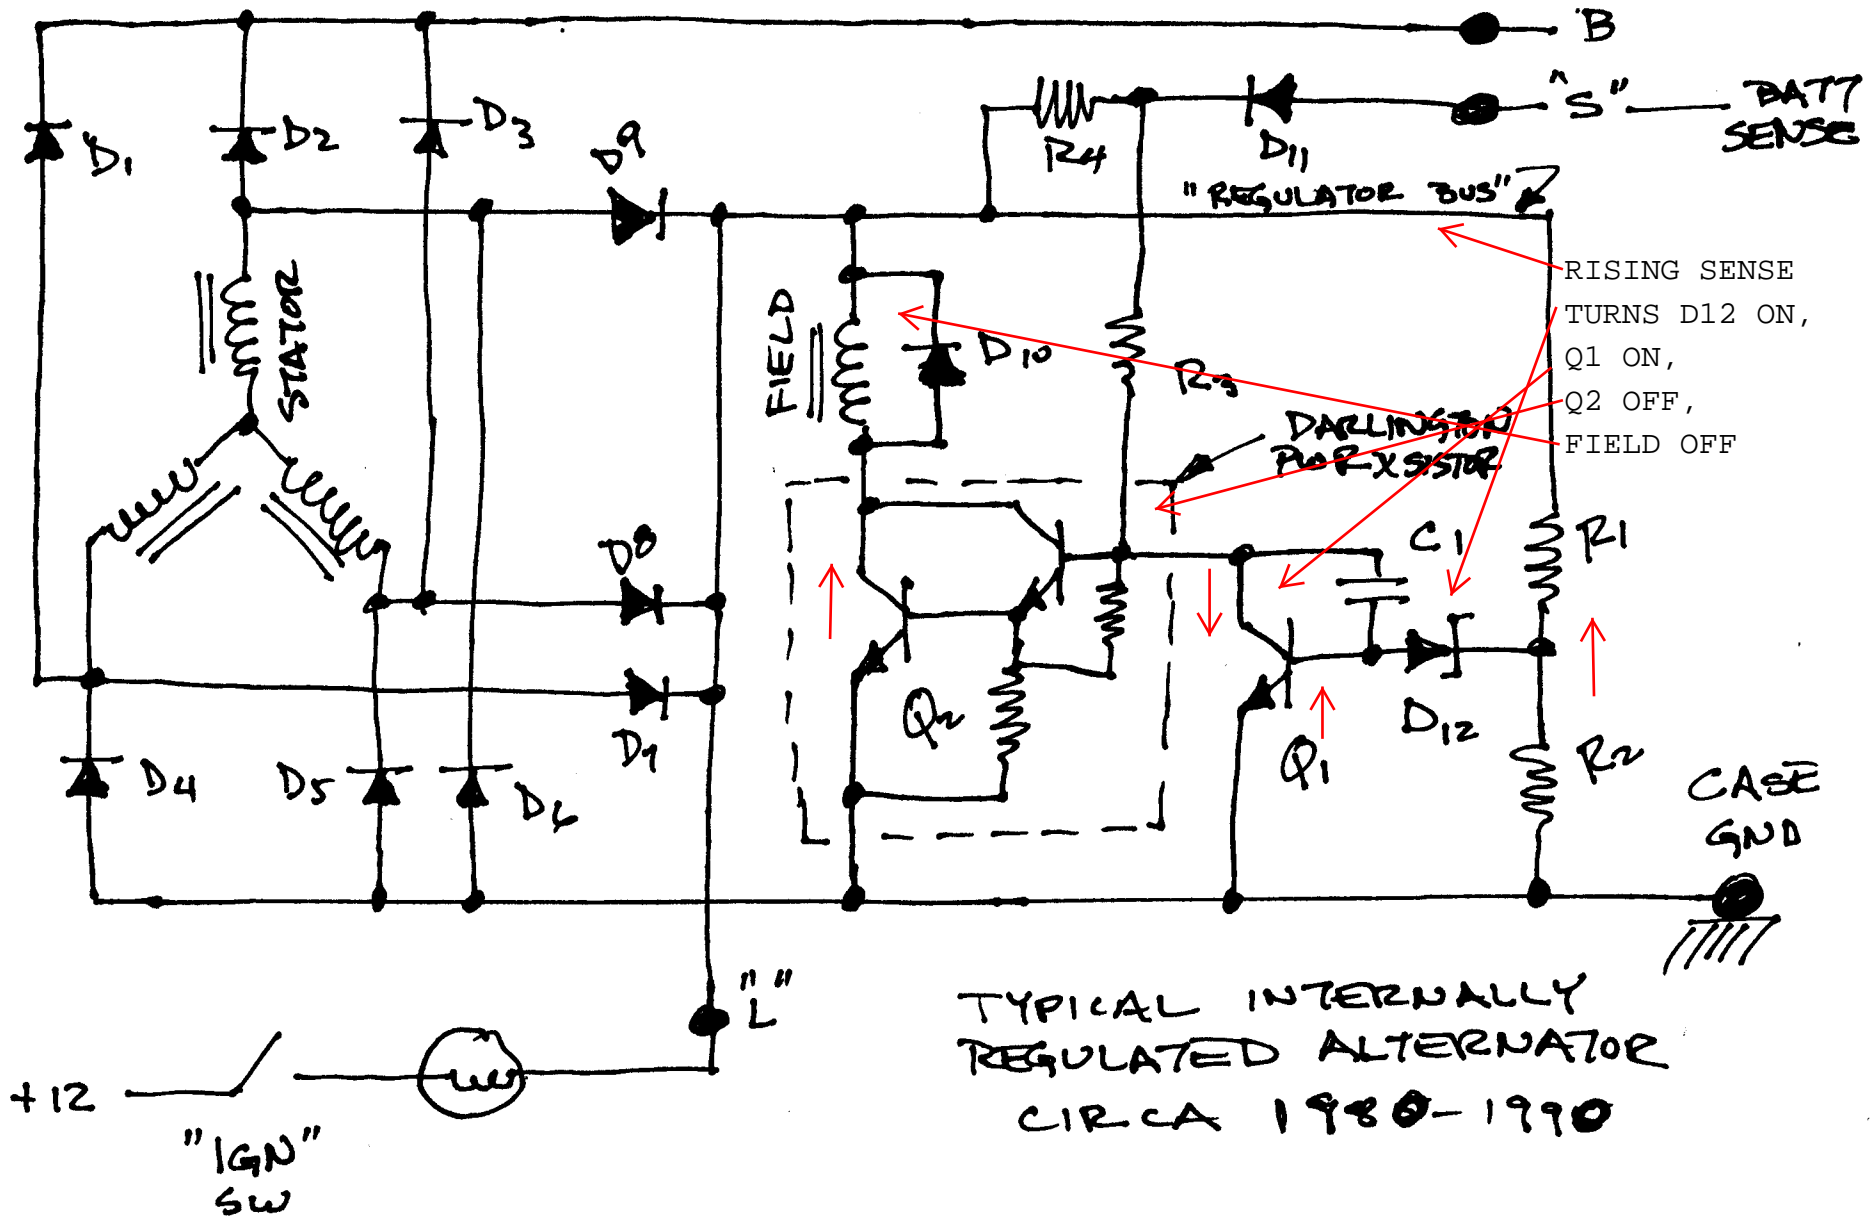 B
"S" — BATT
SENSE
D1
D2
D3
D9
R4
D11
"REGULATOR BUS"
RISING SENSE
TURNS D12 ON,
Q1 ON,
Q2 OFF,
FIELD OFF
STATOR
FIELD
D10
R3
DARLINGTON
PWR XSISTOR
D8
C1
R1
Q2
D7
D12
Q1
R2
D4
D5
D6
CASE
GND
"L"
+12
"IGN"
SW
TYPICAL INTERNALLY
REGULATED ALTERNATOR
CIRCA 1980-1990